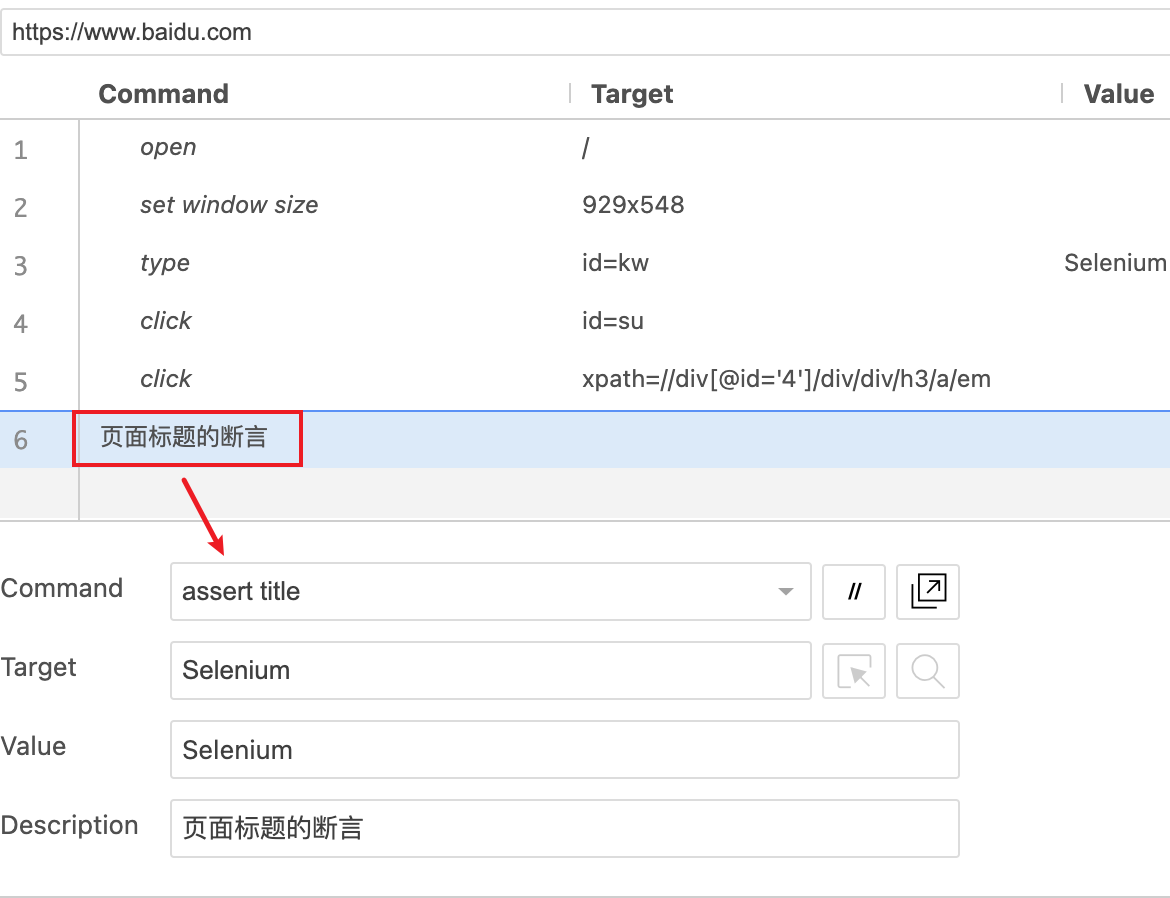 https://www.baidu.com
Command Target Value
1 open /
2 set window size 929x548
3 type id=kw Selenium
4 click id=su
5 click xpath=//div[@id='4']/div/div/h3/a/em
6 页面标题的断言
Command assert title //
Target Selenium
Value Selenium
Description 页面标题的断言